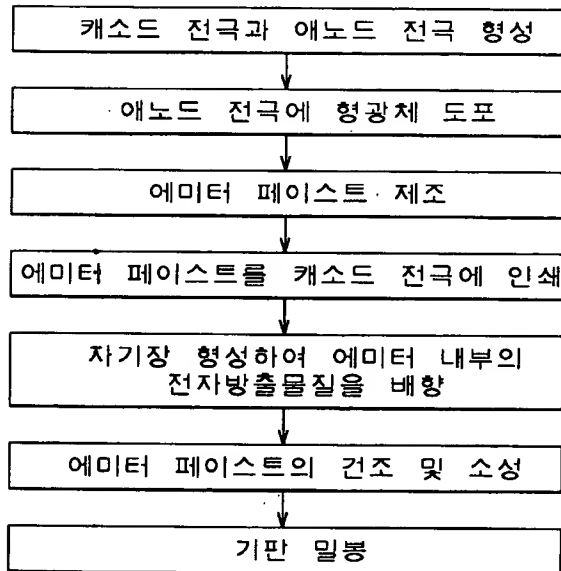 캐소드 전극과 애노드 전극 형성
애노드 전극에 형광체 도포
에미터 페이스트 제조
에미터 페이스트를 캐소드 전극에 인쇄
자기장 형성하여 에미터 내부의
전자방출물질을 배향
에미터 페이스트의 건조 및 소성
기판 밀봉